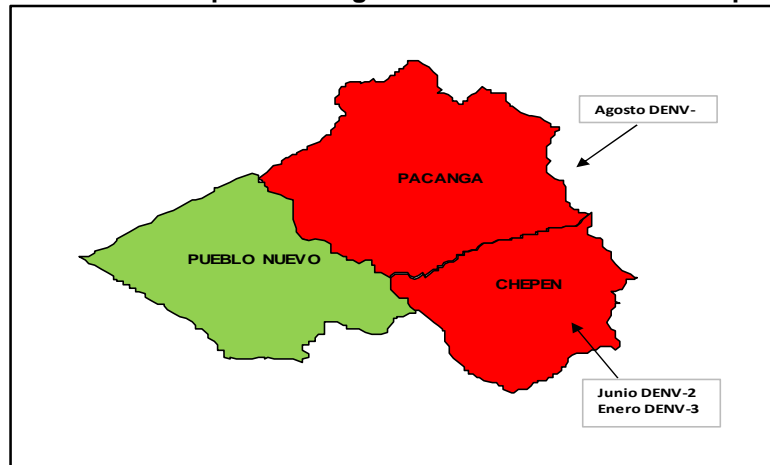 Agosto DENV-
PACANGA
PUEBLO NUEVO
CHEPEN
Junio DENV-2
Enero DENV-3